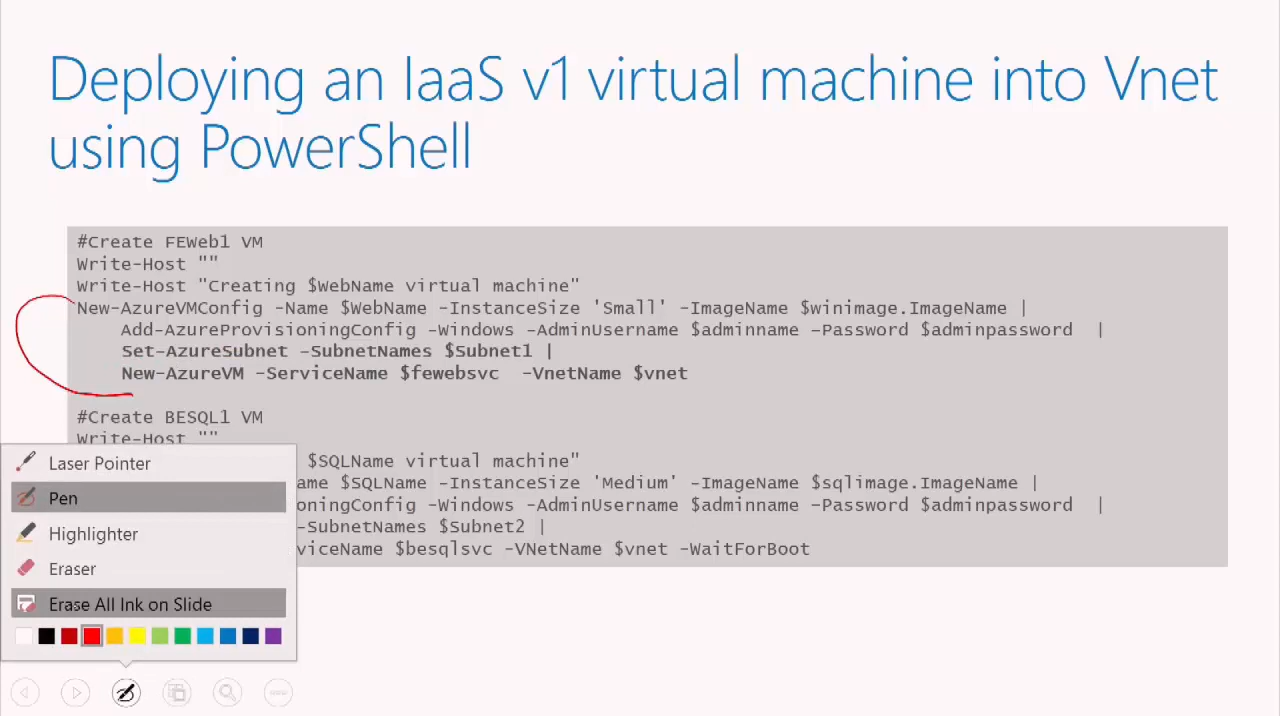 Deploying an IaaS v1 virtual machine into Vnet
using PowerShell
#Create FEWeb1 VM
Write-Host ""
Write-Host "Creating $WebName virtual machine"
New-AzureVMConfig -Name $WebName -InstanceSize 'Small' -ImageName $winimage.ImageName |
Add-AzureProvisioningConfig -Windows -AdminUsername $adminname –Password $adminpassword |
Set-AzureSubnet -SubnetNames $Subnet1 |
New-AzureVM -ServiceName $fewebsvc -VnetName $vnet
#Create BESQL1 VM
Write-Host ""
$SQLName virtual machine"
ame $SQLName -InstanceSize 'Medium' -ImageName $sqlimage.ImageName |
oningConfig -Windows -AdminUsername $adminname –Password $adminpassword |
-SubnetNames $Subnet2 |
viceName $besqlsvc -VNetName $vnet -WaitForBoot
Laser Pointer
Pen
Highlighter
Eraser
Erase All Ink on Slide